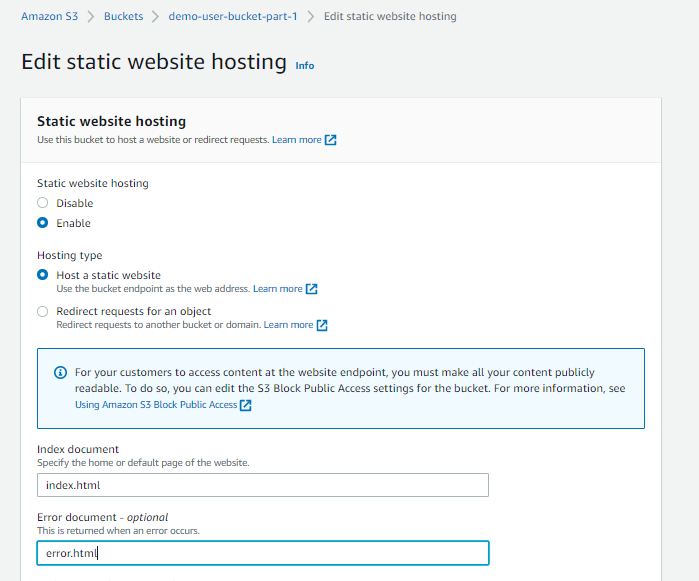 Amazon S3 > Buckets > demo-user-bucket-part-1 > Edit static website hosting
Edit static website hosting Info
Static website hosting
Use this bucket to host a website or redirect requests. Learn more
Static website hosting
Disable
Enable
Hosting type
Host a static website
Use the bucket endpoint as the web address. Learn more
Redirect requests for an object
Redirect requests to another bucket or domain. Learn more
For your customers to access content at the website endpoint, you must make all your content publicly
readable. To do so, you can edit the S3 Block Public Access settings for the bucket. For more information, see
Using Amazon S3 Block Public Access
Index document
Specify the home or default page of the website.
index.html
Error document - optional
This is returned when an error occurs.
error.html